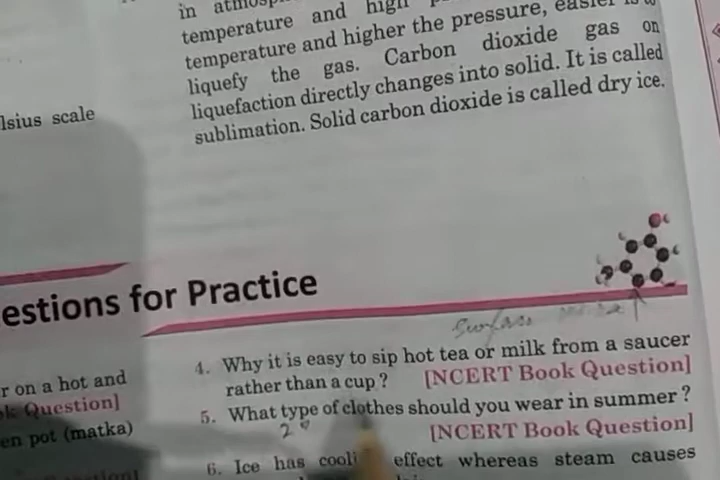 in
temperature and high
temperature and higher the pressure, easier is to
liquefy the gas. Carbon dioxide gas on
liquefaction directly changes into solid. It is called
sublimation. Solid carbon dioxide is called dry ice.
lsius scale
estions for Practice
r on a hot and
k Question]
en pot (matka)
4. Why it is easy to sip hot tea or milk from a saucer
rather than a cup ? [NCERT Book Question]
5. What type of clothes should you wear in summer ?
[NCERT Book Question]
6. Ice has cooli effect whereas steam causes